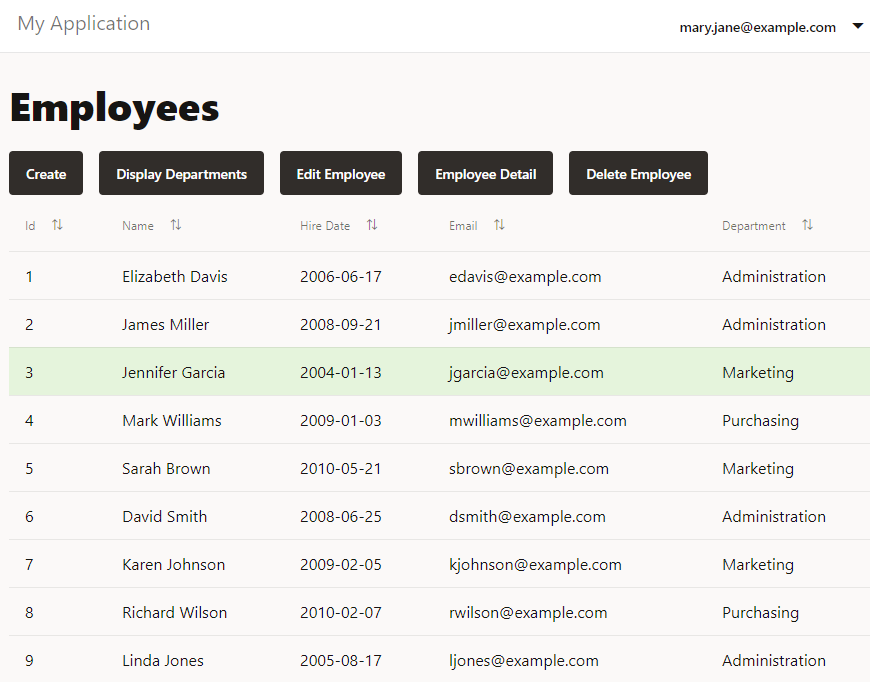 My Application
mary.jane@example.com
Employees
Create Display Departments Edit Employee Employee Detail Delete Employee
Id Name Hire Date Email Department
1 Elizabeth Davis 2006-06-17 edavis@example.com Administration
2 James Miller 2008-09-21 jmiller@example.com Administration
3 Jennifer Garcia 2004-01-13 jgarcia@example.com Marketing
4 Mark Williams 2009-01-03 mwilliams@example.com Purchasing
5 Sarah Brown 2010-05-21 sbrown@example.com Marketing
6 David Smith 2008-06-25 dsmith@example.com Administration
7 Karen Johnson 2009-02-05 kjohnson@example.com Marketing
8 Richard Wilson 2010-02-07 rwilson@example.com Purchasing
9 Linda Jones 2005-08-17 ljones@example.com Administration